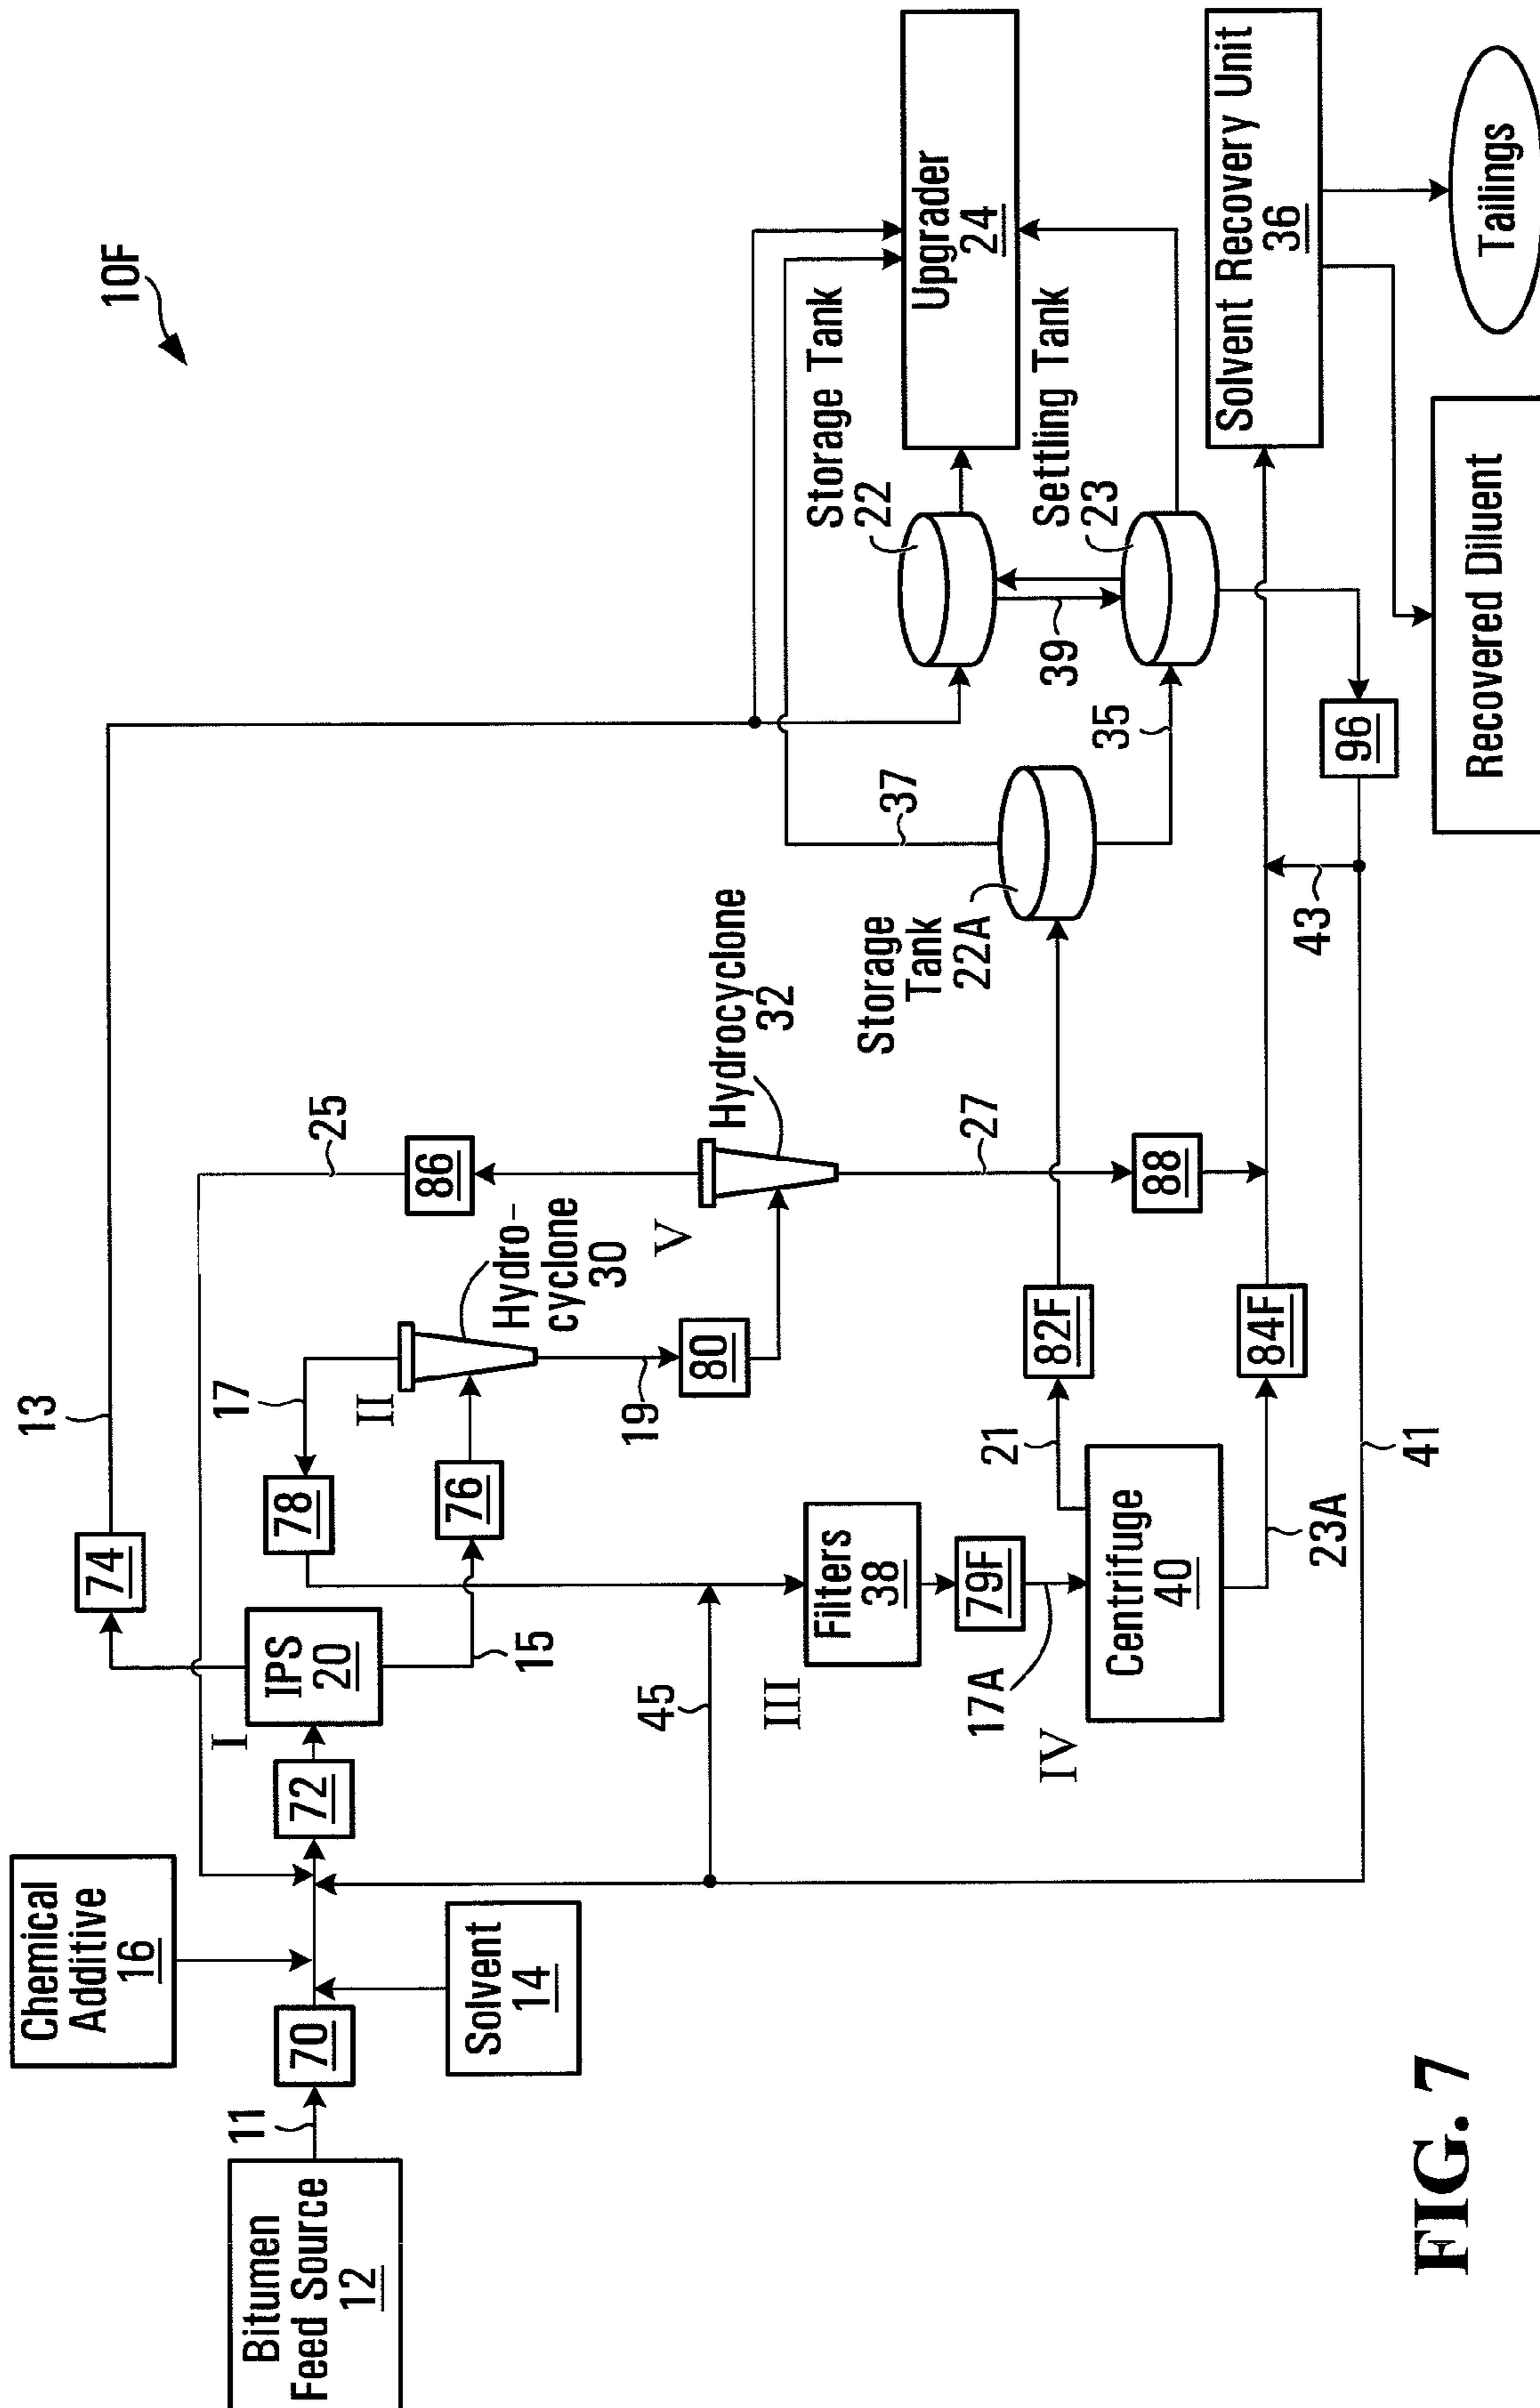 10F
Chemical
Additive
16
Bitumen
Feed Source
12
11
70
Solvent
14
72
I
IPS
20
74
13
15
76
78
17
II
Hydro-
cyclone
30
19
80
25
86
V
Hydrocyclone
32
27
88
45
III
Filters
38
79F
17A
IV
Centrifuge
40
21
82F
23A
84F
41
Storage
Tank
22A
37
35
Storage Tank
22
39
Settling Tank
23
Upgrader
24
43
96
Solvent Recovery Unit
36
Recovered Diluent
Tailings
FIG. 7